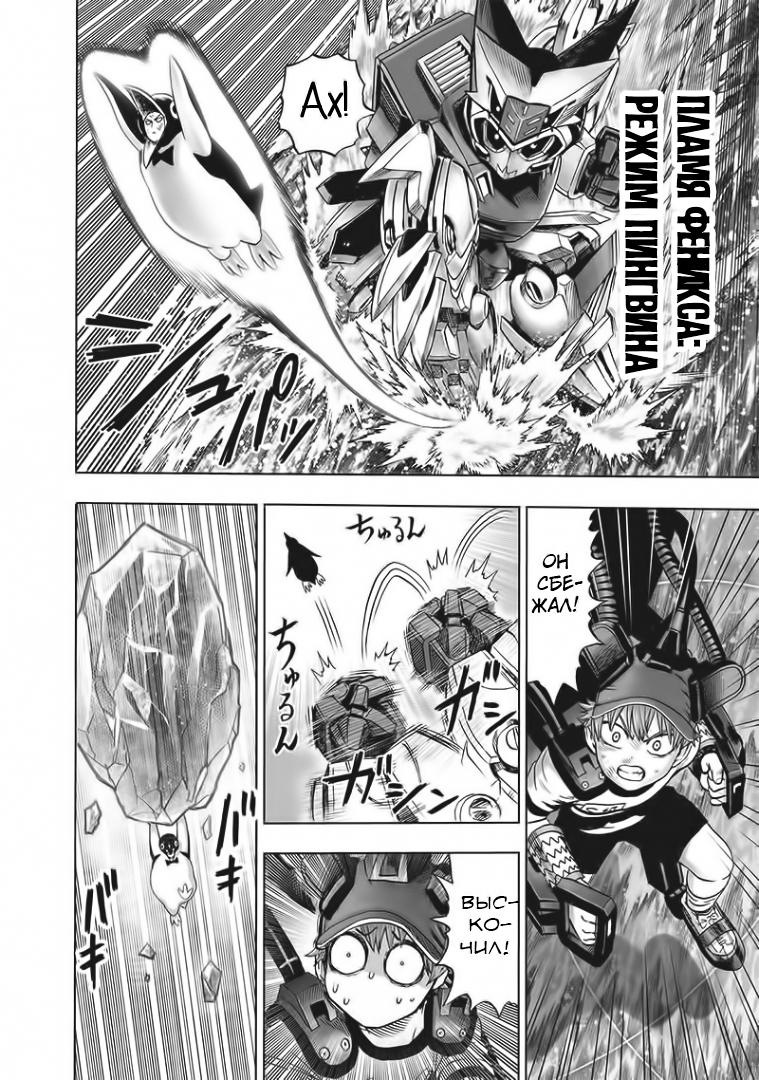 ПЛАМЯ ФЕНИКСА:
РЕЖИМ ПИНГВИНА
Ах!
シュパッ
ОН
СБЕ-
ЖАЛ!
ちゅるん
ちゅるん
ガシン
ガシン
ВЫС-
КО-
ЧИЛ!
バキ
バキ